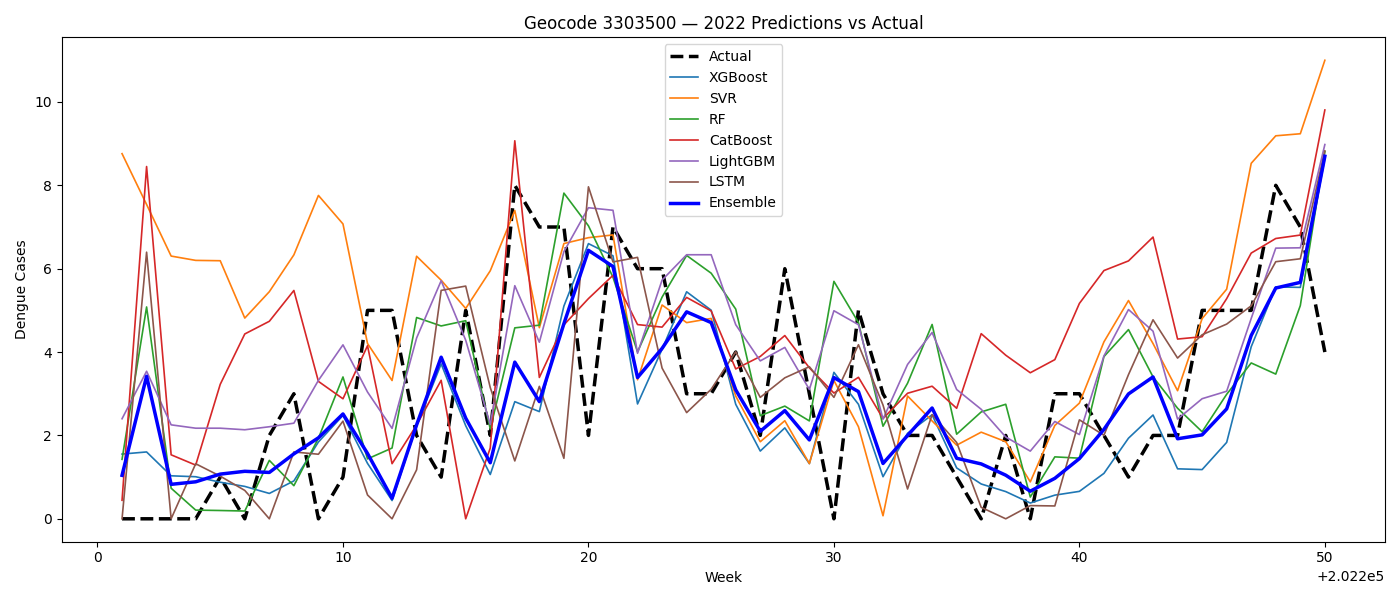 Geocode 3303500 — 2022 Predictions vs Actual
Actual
XGBoost
SVR
RF
CatBoost
LightGBM
LSTM
Ensemble
Dengue Cases
10
8
6
4
2
0
0 10 20 30 40 50
Week
+2.022e5